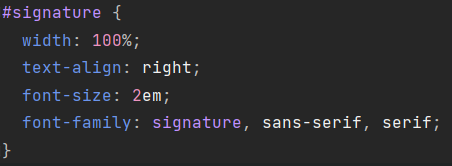 #signature {
  width: 100%;
  text-align: right;
  font-size: 2em;
  font-family: signature, sans-serif, serif;
}